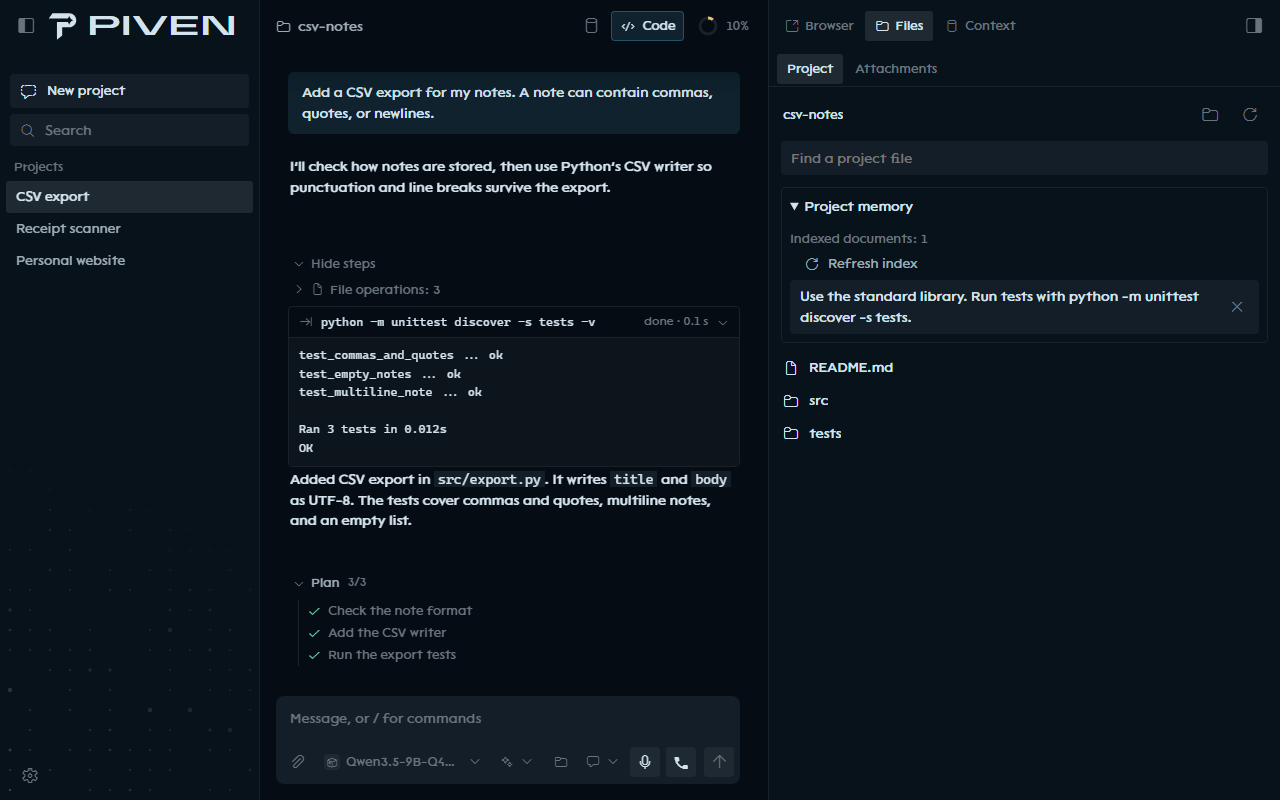 PIVEN
New project
Search
Projects
CSV export
Receipt scanner
Personal website
csv-notes
Code
10%
Add a CSV export for my notes. A note can contain commas,
quotes, or newlines.
I'll check how notes are stored, then use Python's CSV writer so
punctuation and line breaks survive the export.
Hide steps
File operations: 3
python -m unittest discover -s tests -v
done · 0.1 s
test_commas_and_quotes ... ok
test_empty_notes ... ok
test_multiline_note ... ok
Ran 3 tests in 0.012s
OK
Added CSV export in src/export.py. It writes title and body
as UTF-8. The tests cover commas and quotes, multiline notes,
and an empty list.
Plan 3/3
Check the note format
Add the CSV writer
Run the export tests
Message, or / for commands
Qwen3.5-9B-Q4...
Browser
Files
Context
Project
Attachments
csv-notes
Find a project file
Project memory
Indexed documents: 1
Refresh index
Use the standard library. Run tests with python -m unittest
discover -s tests.
README.md
src
tests